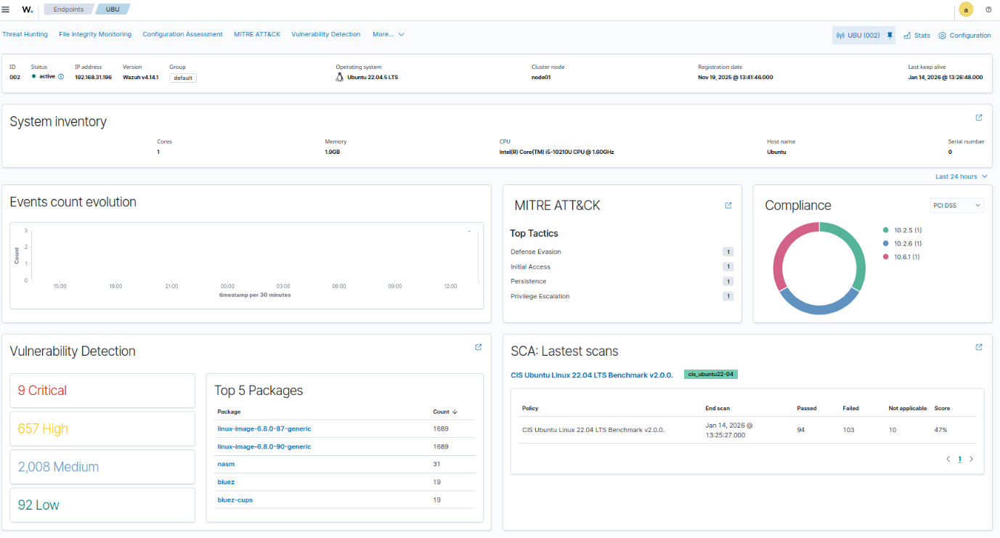 W.
Endpoints
UBU
a
Threat Hunting File Integrity Monitoring Configuration Assessment MITRE ATT&CK Vulnerability Detection More...
UBU (002) Stats Configuration
ID Status IP address Version Group Operating system Cluster node Registration date Last keep alive
002 active 192.168.31.196 Wazuh v4.14.1 default Ubuntu 22.04.5 LTS node01 Nov 19, 2025 @ 13:41:46.000 Jan 14, 2026 @ 13:26:48.000
System inventory
Cores Memory CPU Host name Serial number
1 1.9GB Intel(R) Core(TM) i5-10210U CPU @ 1.60GHz Ubuntu 0
Last 24 hours
Events count evolution
Count
3
2
1
0
15:00 18:00 21:00 00:00 03:00 06:00 09:00 12:00
timestamp per 30 minutes
MITRE ATT&CK
Top Tactics
Defense Evasion 1
Initial Access 1
Persistence 1
Privilege Escalation 1
Compliance
PCI DSS
10.2.5 (1)
10.2.6 (1)
10.6.1 (1)
Vulnerability Detection
9 Critical
657 High
2,008 Medium
92 Low
Top 5 Packages
Package Count
linux-image-6.8.0-87-generic 1689
linux-image-6.8.0-90-generic 1689
nasm 31
bluez 19
bluez-cups 19
SCA: Lastest scans
CIS Ubuntu Linux 22.04 LTS Benchmark v2.0.0. cis_ubuntu22-04
Policy End scan Passed Failed Not applicable Score
CIS Ubuntu Linux 22.04 LTS Benchmark v2.0.0. Jan 14, 2026 @ 13:25:27.000 94 103 10 47%
1